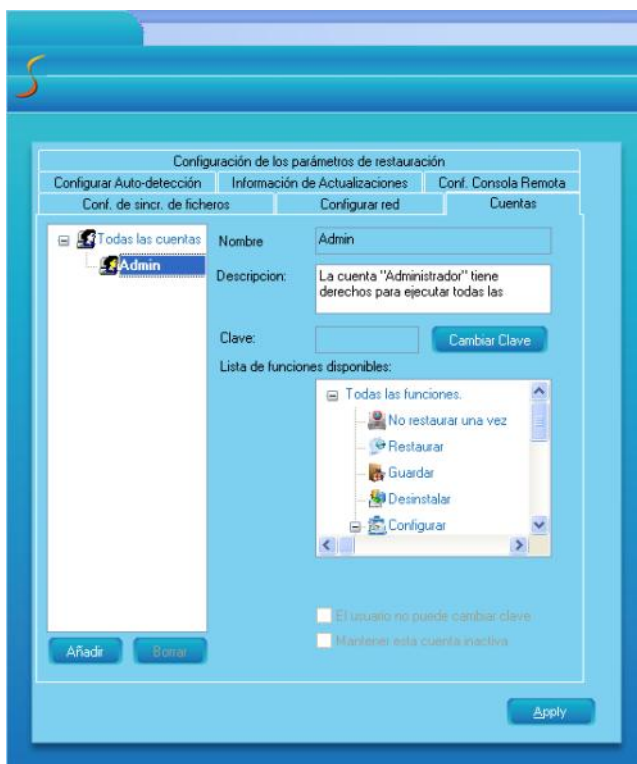 Configuración de los parámetros de restauración
Configurar Auto-detección
Información de Actualizaciones
Conf. Consola Remota
Conf. de sincr. de ficheros
Configurar red
Cuentas
Todas las cuentas
Admin
Nombre
Admin
Descripcion:
La cuenta "Administrador" tiene
derechos para ejecutar todas las
Clave:
Cambiar Clave
Lista de funciones disponibles:
Todas las funciones.
No restaurar una vez
Restaurar
Guardar
Desinstalar
Configurar
El usuario no puede cambiar clave
Mantener esta cuenta inactiva
Añadir
Borrar
Apply